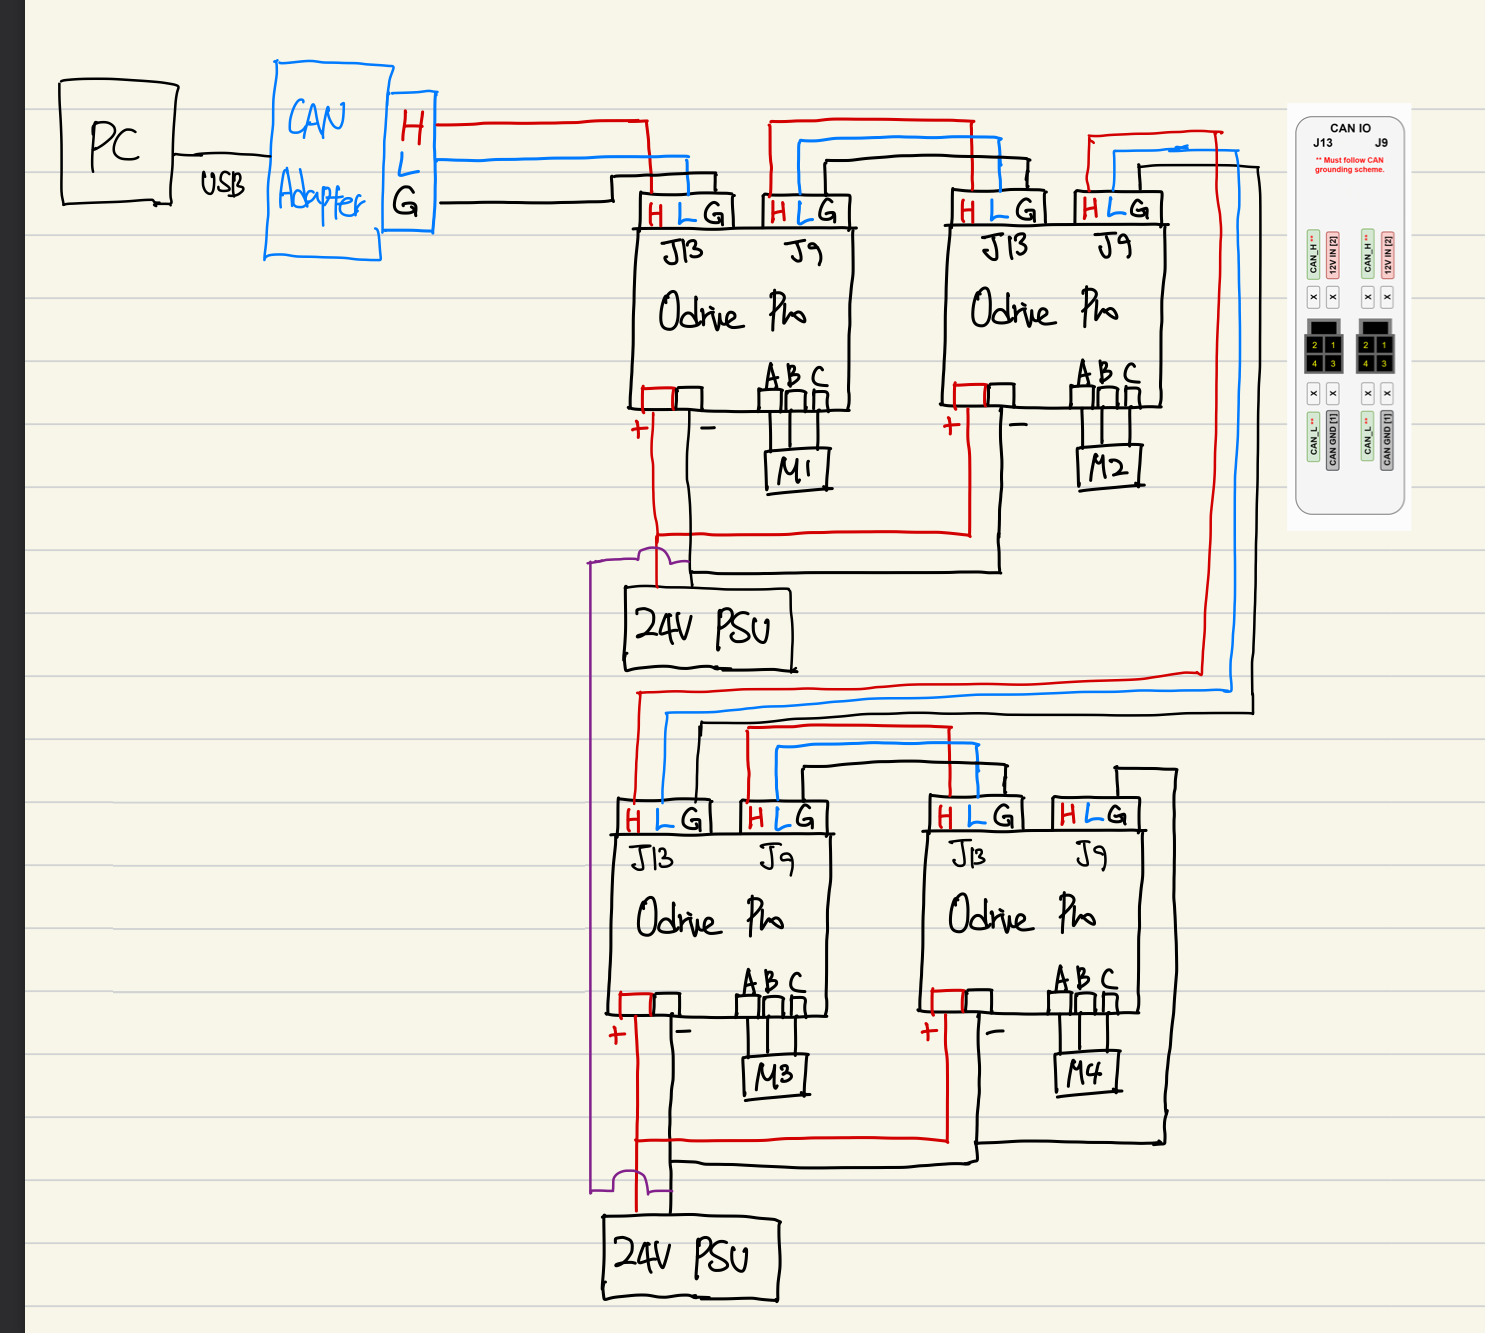 PC
USB
CAN
Adapter
H
L
G
H L G
H L G
J13 J9
Odrive Pro
A B C
+ -
M1
H L G
H L G
J13 J9
Odrive Pro
A B C
+ -
M2
24V PSU
H L G
H L G
J13 J9
Odrive Pro
A B C
+ -
M3
H L G
H L G
J13 J9
Odrive Pro
A B C
+ -
M4
24V PSU
CAN IO
J13 J9
** Must follow CAN
grounding scheme.
CAN_H **
12V IN [2]
CAN_H **
12V IN [2]
X X X X
2 1 2 1
4 3 4 3
X X X X
CAN_L **
CAN GND [1]
CAN_L **
CAN GND [1]